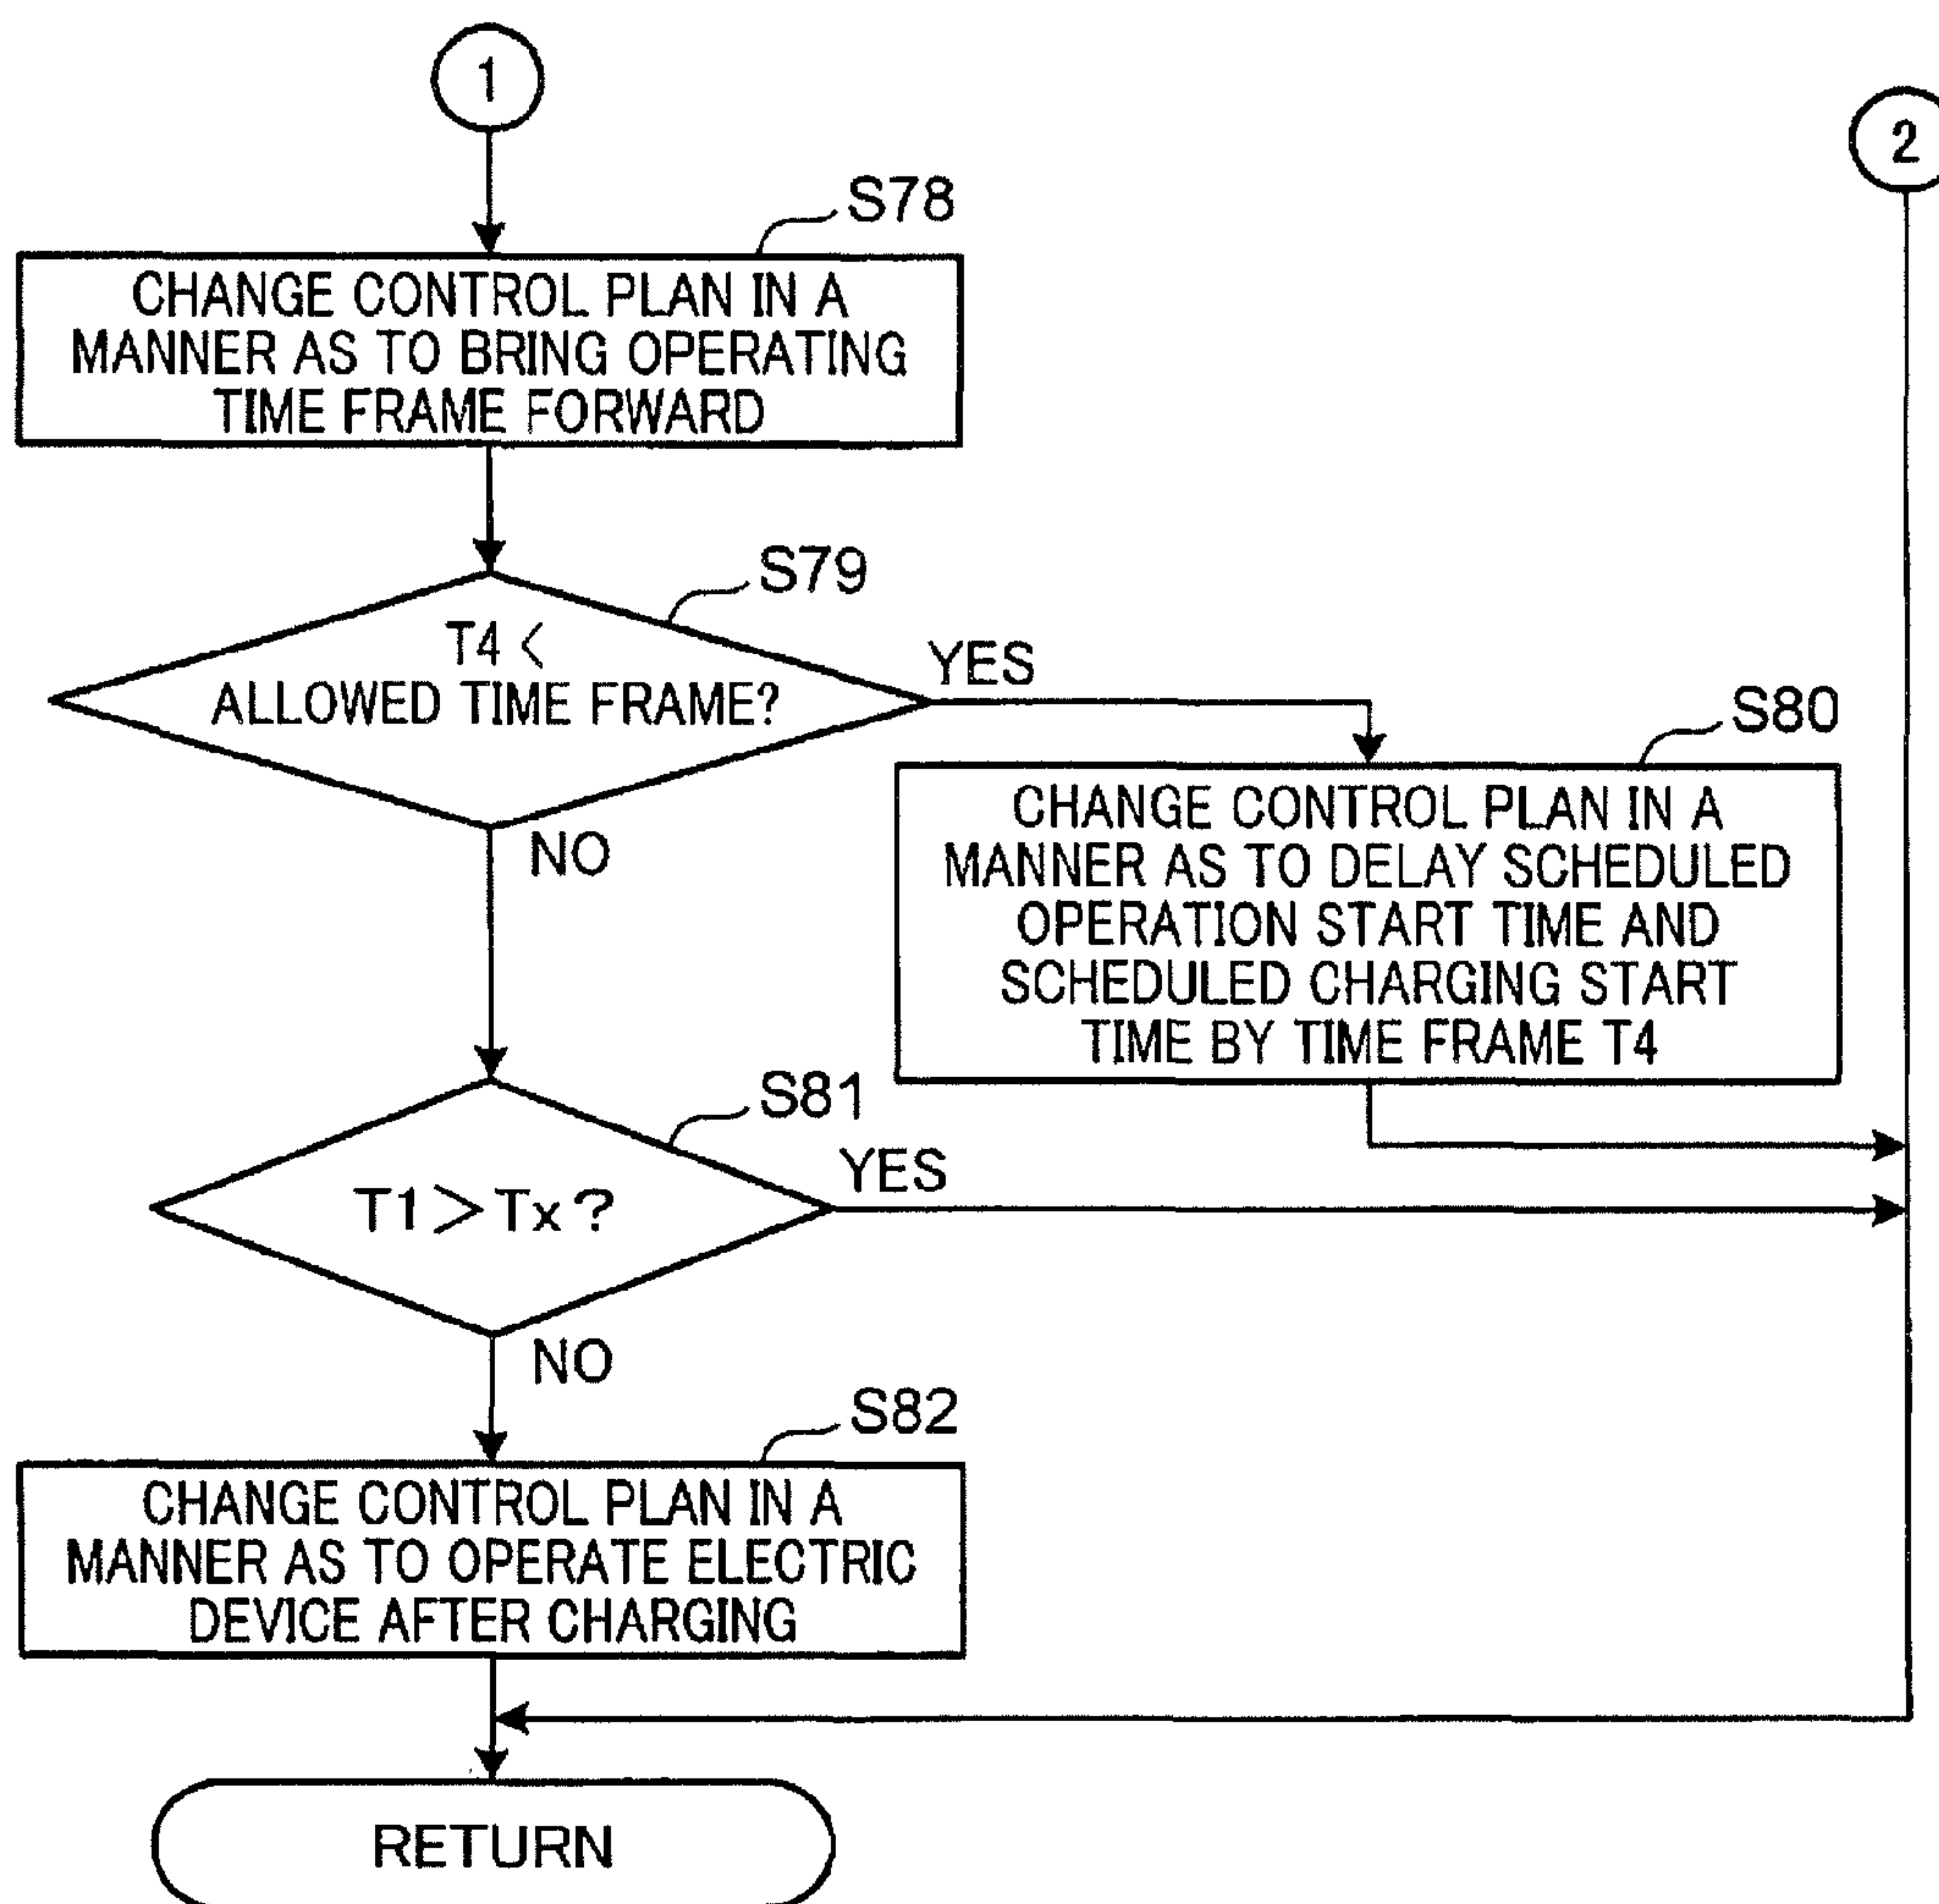 1
2
S78
CHANGE CONTROL PLAN IN A
MANNER AS TO BRING OPERATING
TIME FRAME FORWARD
S79
T4 <
ALLOWED TIME FRAME?
YES
NO
S80
CHANGE CONTROL PLAN IN A
MANNER AS TO DELAY SCHEDULED
OPERATION START TIME AND
SCHEDULED CHARGING START
TIME BY TIME FRAME T4
S81
T1>Tx?
YES
NO
S82
CHANGE CONTROL PLAN IN A
MANNER AS TO OPERATE ELECTRIC
DEVICE AFTER CHARGING
RETURN